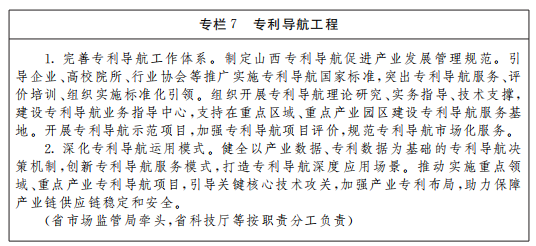 专栏 7　专利导航工程
1. 完善专利导航工作体系。制定山西专利导航促进产业发展管理规范。引
导企业、高校院所、行业协会等推广实施专利导航国家标准,突出专利导航服务、评
价培训、组织实施标准化引领。组织开展专利导航理论研究、实务指导、技术支撑,
建设专利导航业务指导中心,支持在重点区域、重点产业园区建设专利导航服务基
地。开展专利导航示范项目,加强专利导航项目评价,规范专利导航市场化服务。
2. 深化专利导航运用模式。健全以产业数据、专利数据为基础的专利导航决
策机制,创新专利导航服务模式,打造专利导航深度应用场景。推动实施重点领
域、重点产业专利导航项目,引导关键核心技术攻关,加强产业专利布局,助力保障
产业链供应链稳定和安全。
(省市场监管局牵头,省科技厅等按职责分工负责)